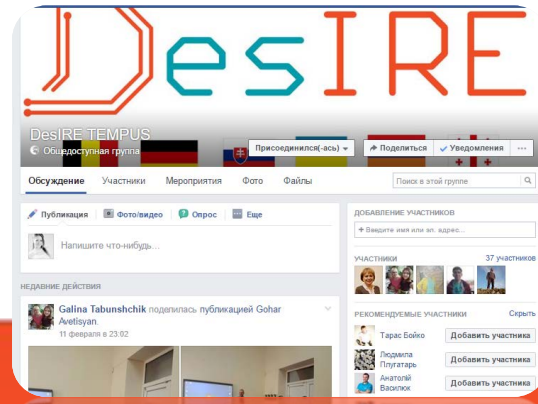 DesIRE
DesIRE TEMPUS
Общедоступная группа
Присоединился(-ась)
Поделиться
Уведомления
Обсуждение Участники Мероприятия Фото Файлы
Поиск в этой группе
Публикация Фото/видео Опрос Еще
Напишите что-нибудь...
НЕДАВНИЕ ДЕЙСТВИЯ
Galina Tabunshchik поделилась публикацией Gohar
Avetisyan.
11 февраля в 23:02
ДОБАВЛЕНИЕ УЧАСТНИКОВ
+ Введите имя или эл. адрес...
УЧАСТНИКИ 37 участников
РЕКОМЕНДУЕМЫЕ УЧАСТНИКИ Скрыть
Тарас Бойко Добавить участника
Людмила
Плугатарь Добавить участника
Анатолій
Василюк Добавить участника